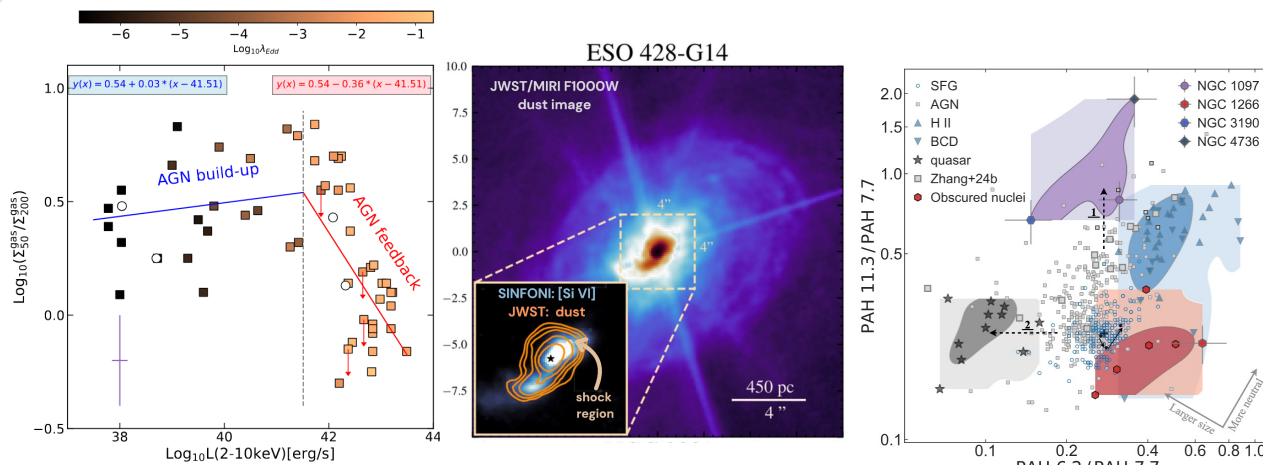 −6 −5 −4 −3 −2 −1
Log₁₀λ_Edd
y(x) = 0.54 + 0.03 * (x − 41.51)
y(x) = 0.54 − 0.36 * (x − 41.51)
AGN build-up
AGN feedback
1.0
0.5
0.0
−0.5
Log₁₀(Σ₅₀^gas/Σ₂₀₀^gas)
38 40 42 44
Log₁₀L(2-10keV)[erg/s]
ESO 428-G14
JWST/MIRI F1000W
dust image
10.0
7.5
5.0
2.5
0.0
−2.5
−5.0
−7.5
4’’
4’’
SINFONI: [Si VI]
JWST: dust
shock
region
450 pc
4 ’’
SFG
AGN
H II
BCD
quasar
Zhang+24b
Obscured nuclei
NGC 1097
NGC 1266
NGC 3190
NGC 4736
1
2
Larger size
More neutral
2.0
1.5
1.0
0.5
0.1
PAH 11.3/PAH 7.7
0.1 0.2 0.4 0.6 0.8 1.0
PAH 6.2/PAH 7.7